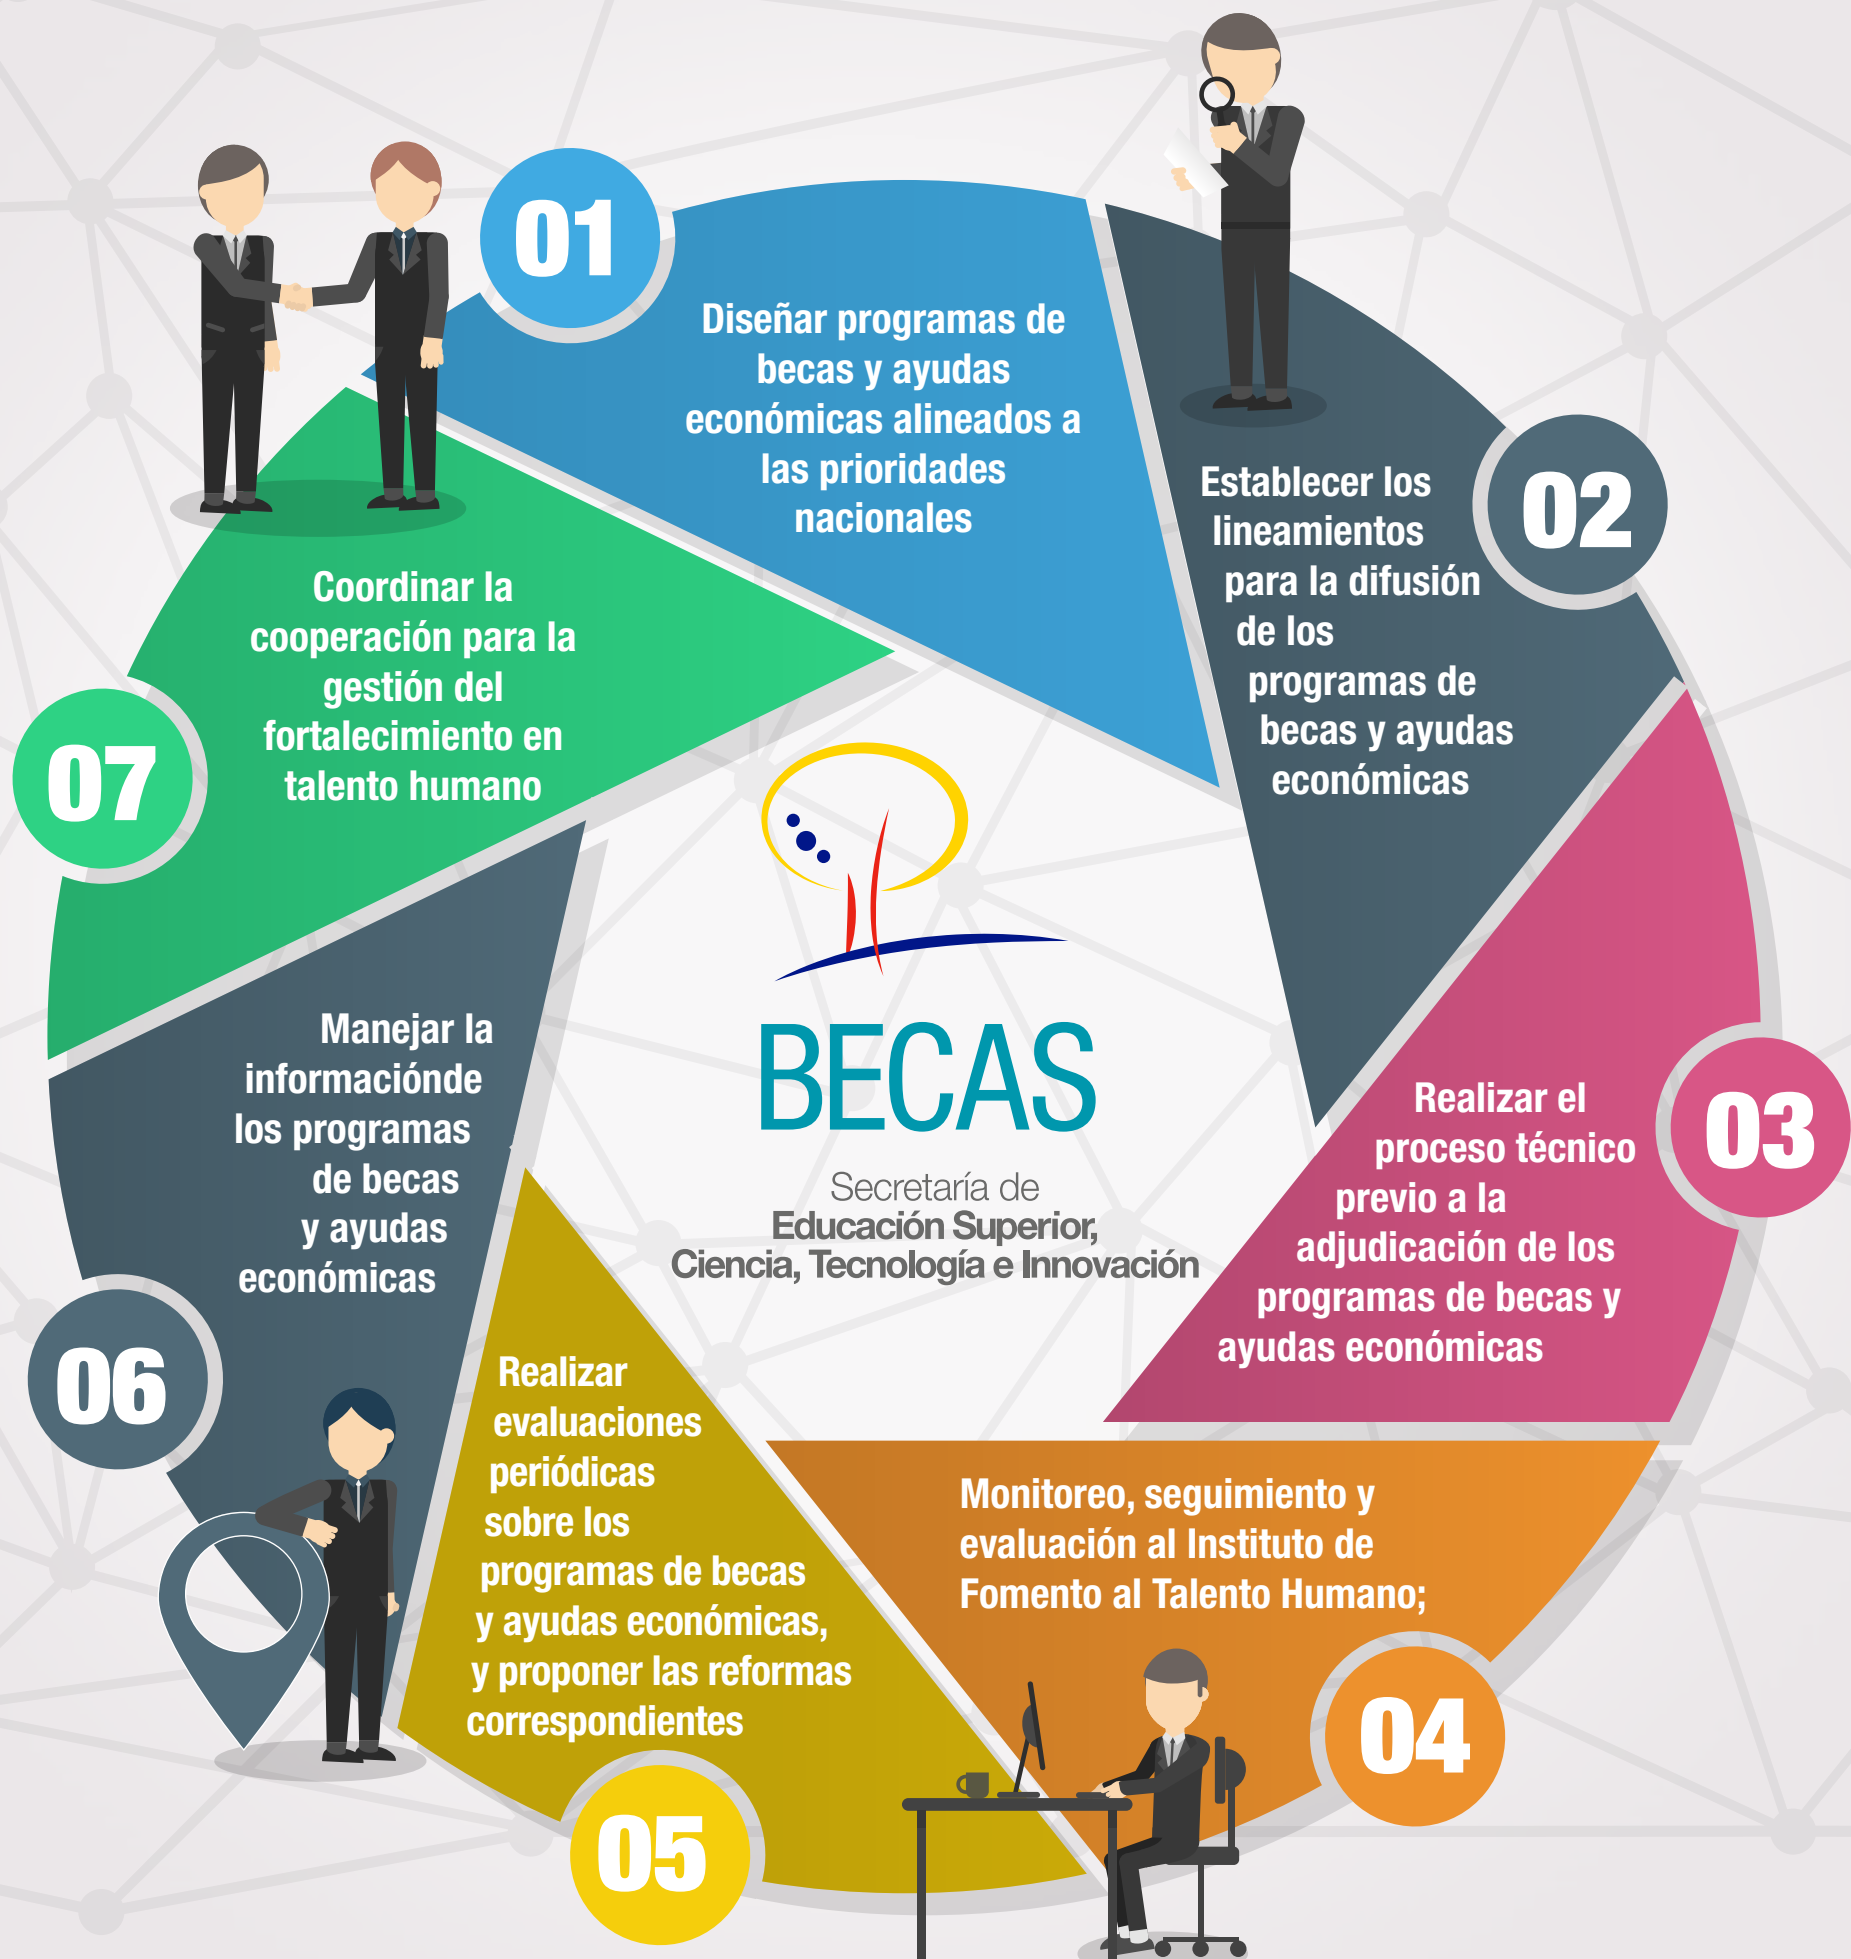 01
Diseñar programas de
becas y ayudas
económicas alineados a
las prioridades
nacionales
02
Establecer los
lineamientos
para la difusión
de los
programas de
becas y ayudas
económicas
03
Realizar el
proceso técnico
previo a la
adjudicación de los
programas de becas y
ayudas económicas
04
Monitoreo, seguimiento y
evaluación al Instituto de
Fomento al Talento Humano;
05
Realizar
evaluaciones
periódicas
sobre los
programas de becas
y ayudas económicas,
y proponer las reformas
correspondientes
06
Manejar la
informaciónde
los programas
de becas
y ayudas
económicas
07
Coordinar la
cooperación para la
gestión del
fortalecimiento en
talento humano
BECAS
Secretaría de
Educación Superior,
Ciencia, Tecnología e Innovación